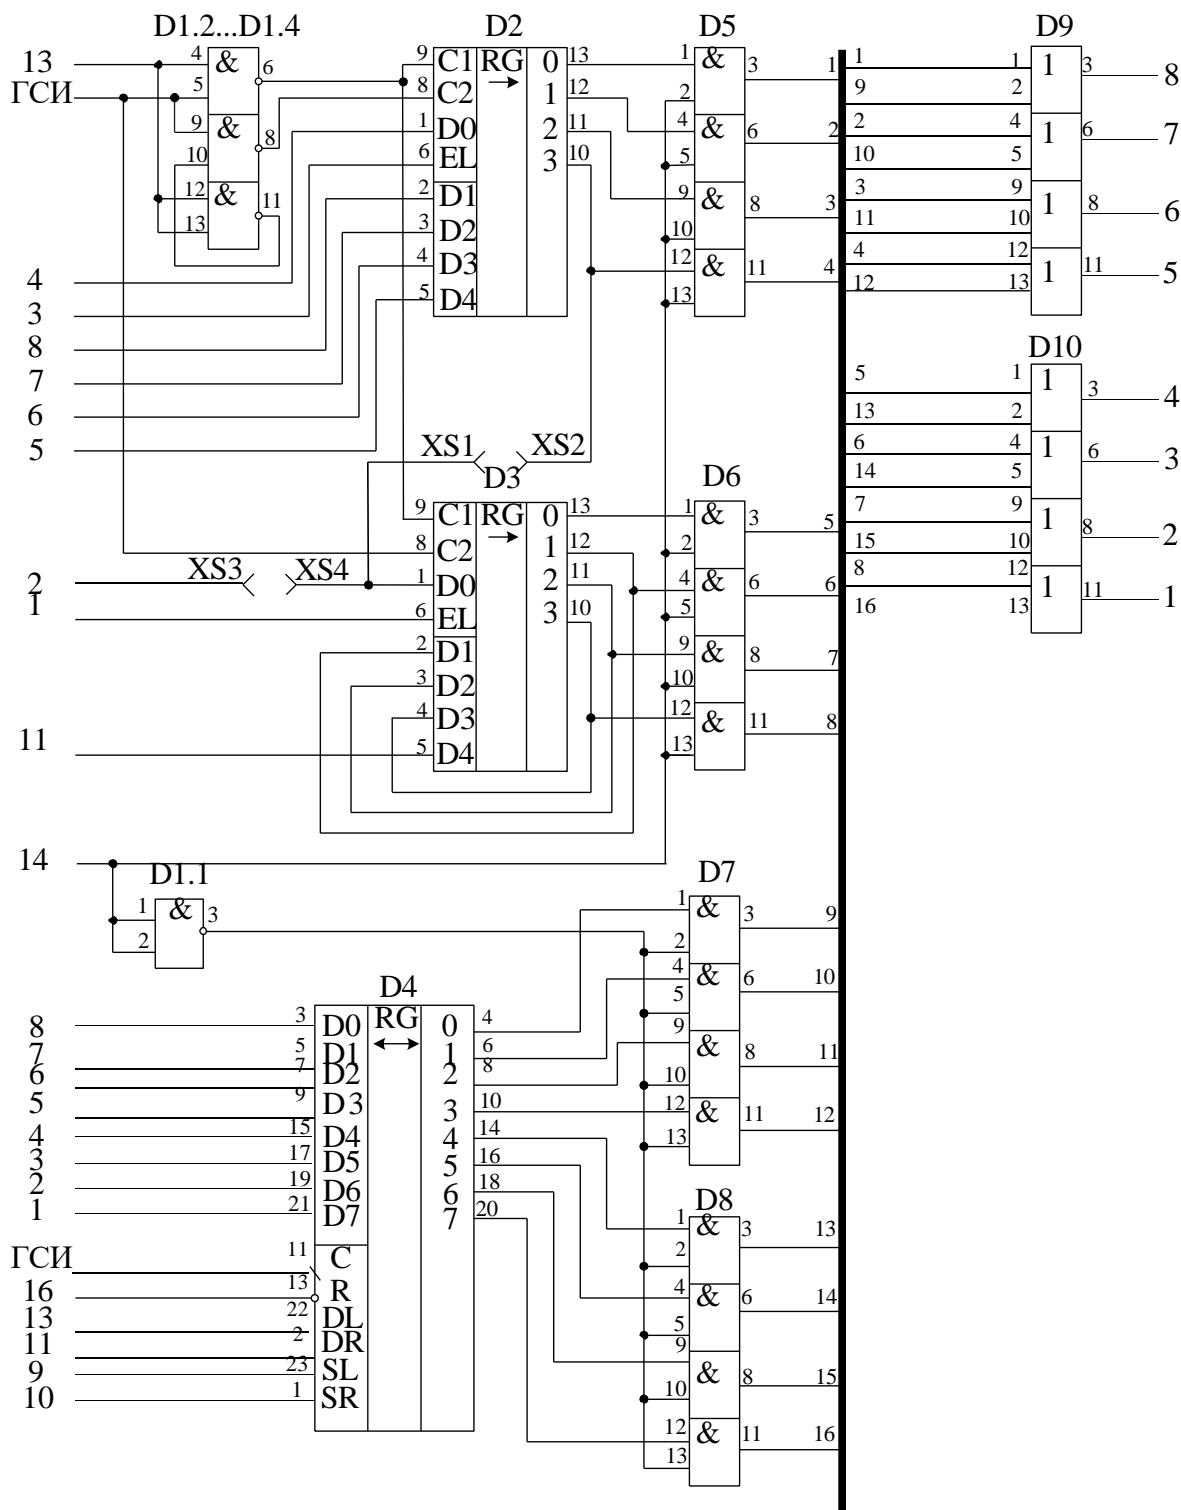 D1.2...D1.4 D2 D5 D9
13 4 & 6 9 C1 RG 0 13 1 & 3 1 1 1 1 3 8
ГСИ 5 8 C2 1 12 2 9 2
9 & 8 1 D0 2 11 4 & 6 2 2 4 1 6 7
10 6 EL 3 10 5 10 5
12 & 11 2 D1 9 & 8 3 3 9 1 8 6
13 3 D2 10 11 10
4 D3 12 & 11 4 4 12 1 11 5
4 5 D4 13 12 13
3
8
7
6
5
D10
5 1 1 3 4
13 2
6 4 1 6 3
14 5
7 9 1 8 2
15 10
8 12 1 11 1
16 13
XS1 XS2
D3 D6
9 C1 RG 0 13 1 & 3 5
8 C2 1 12 2
2 XS3 XS4 1 D0 2 11 4 & 6 6
1 6 EL 3 10 5
2 D1 9 & 8 7
3 D2 10
4 D3 12 & 11 8
11 5 D4 13
14
D1.1 D7
1 & 3 1 & 3 9
2 2
4 & 6 10
5
9 & 8 11
10
12 & 11 12
13
D4
8 3 D0 RG 0 4
7 5 D1 1 6
6 7 D2 2 8
5 9 D3 3 10
4 15 D4 4 14
3 17 D5 5 16
2 19 D6 6 18
1 21 D7 7 20
ГСИ 11 C
16 13 R
13 22 DL
11 2 DR
9 23 SL
10 1 SR
D8
1 & 3 13
2
4 & 6 14
5
9 & 8 15
10
12 & 11 16
13